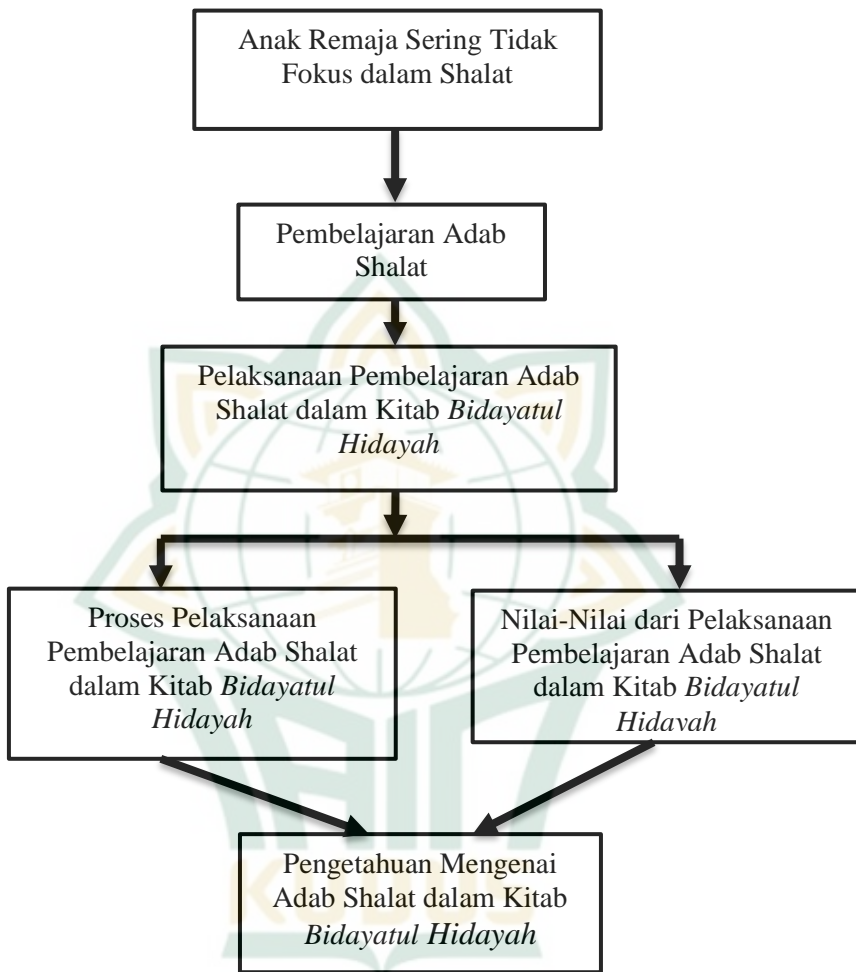 Anak Remaja Sering Tidak
Fokus dalam Shalat
Pembelajaran Adab
Shalat
Pelaksanaan Pembelajaran Adab
Shalat dalam Kitab Bidayatul
Hidayah
Proses Pelaksanaan
Pembelajaran Adab Shalat
dalam Kitab Bidayatul
Hidayah
Nilai-Nilai dari Pelaksanaan
Pembelajaran Adab Shalat
dalam Kitab Bidayatul
Hidayah
Pengetahuan Mengenai
Adab Shalat dalam Kitab
Bidayatul Hidayah
KUDUS